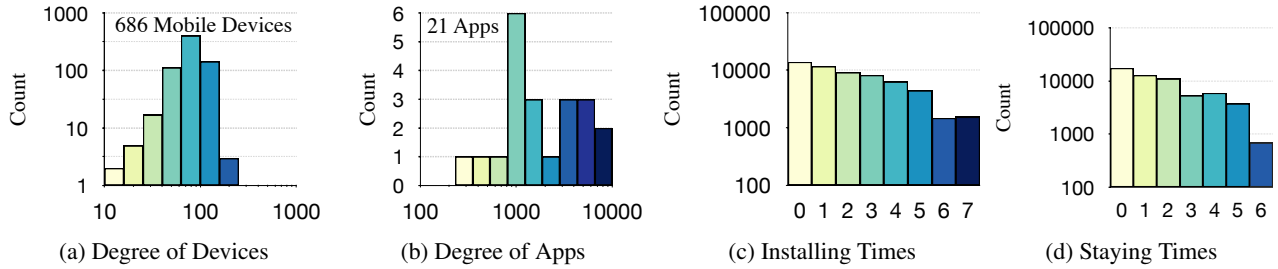 686 Mobile Devices
1000
100
10
1
Count
10 100 1000
(a) Degree of Devices
21 Apps
6
5
4
3
2
1
0
Count
100 1000 10000
(b) Degree of Apps
100000
10000
1000
100
Count
0 1 2 3 4 5 6 7
(c) Installing Times
100000
10000
1000
100
Count
0 1 2 3 4 5 6
(d) Staying Times